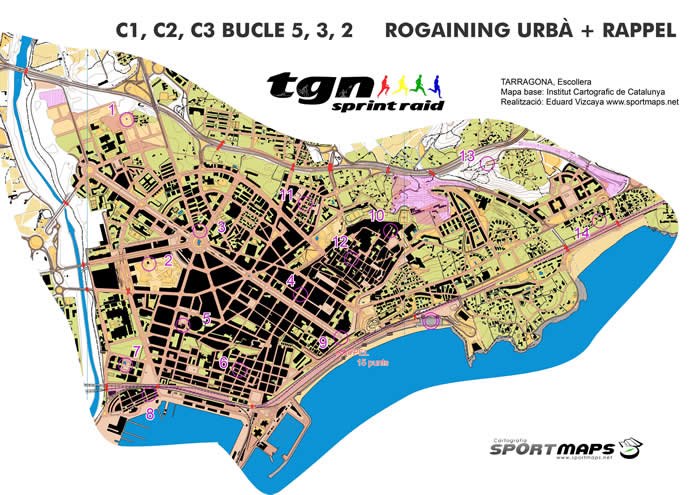 C1, C2, C3 BUCLE 5, 3, 2 ROGAINING URBÀ + RAPPEL
tgn
sprint raid
TARRAGONA, Escollera
Mapa base: Institut Cartografic de Catalunya
Realització: Eduard Vizcaya www.sportmaps.net
1
13
11
10
3
14
12
2
4
5
9
15 punts
7
6
8
Cartografia
SPORTMAPS
www.sportmaps.net